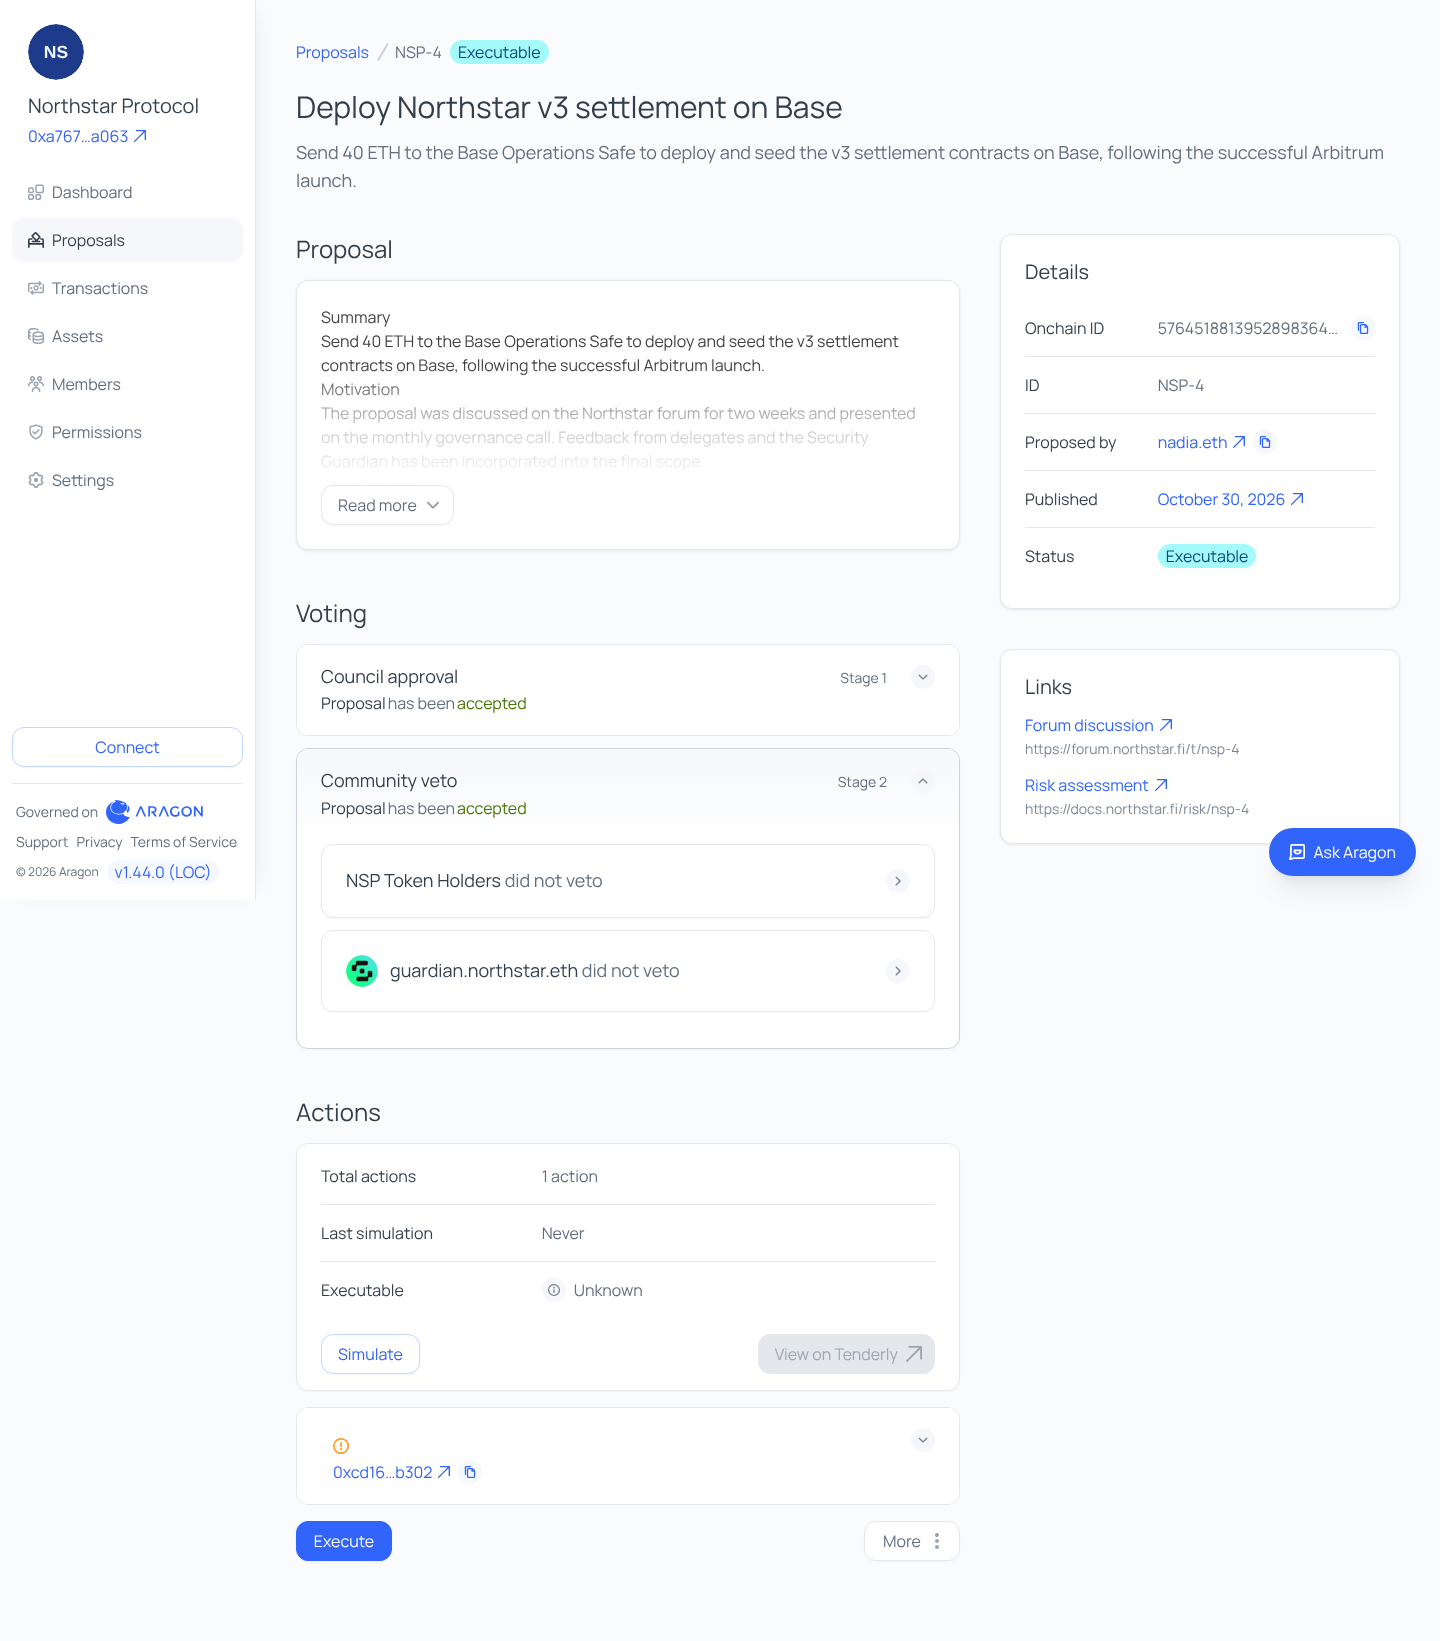 NS
Northstar Protocol
0xa767...a063
Dashboard
Proposals
Transactions
Assets
Members
Permissions
Settings
Connect
Governed on ARAGON
Support Privacy Terms of Service
© 2026 Aragon v1.44.0 (LOC)
Proposals / NSP-4 Executable
Deploy Northstar v3 settlement on Base
Send 40 ETH to the Base Operations Safe to deploy and seed the v3 settlement contracts on Base, following the successful Arbitrum
launch.
Proposal
Summary
Send 40 ETH to the Base Operations Safe to deploy and seed the v3 settlement
contracts on Base, following the successful Arbitrum launch.
Motivation
The proposal was discussed on the Northstar forum for two weeks and presented
on the monthly governance call. Feedback from delegates and the Security
Guardian has been incorporated into the final scope.
Read more
Voting
Council approval Stage 1
Proposal has been accepted
Community veto Stage 2
Proposal has been accepted
NSP Token Holders did not veto
guardian.northstar.eth did not veto
Actions
Total actions 1 action
Last simulation Never
Executable Unknown
Simulate View on Tenderly
0xcd16...b302
Execute More
Details
Onchain ID 5764518813952898364...
ID NSP-4
Proposed by nadia.eth
Published October 30, 2026
Status Executable
Links
Forum discussion
https://forum.northstar.fi/t/nsp-4
Risk assessment
https://docs.northstar.fi/risk/nsp-4
Ask Aragon